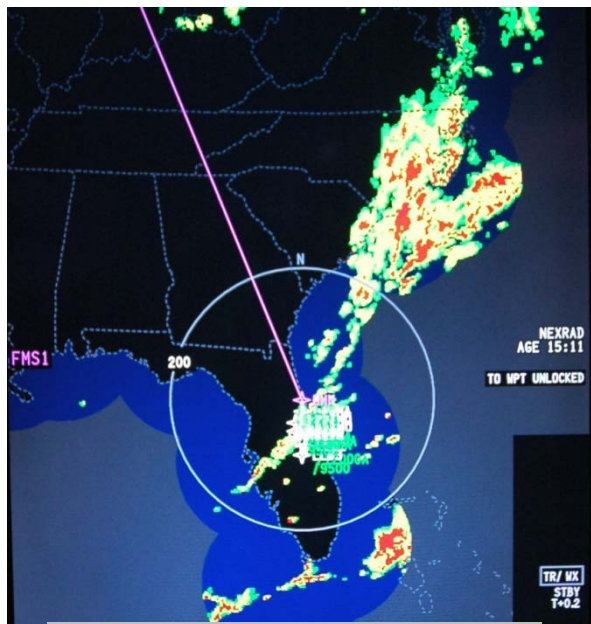 N
NEXRAD
AGE 15:11
FMS1
200
TO WPT UNLOCKED
/9500
TR/ WX
STBY
T+0.2